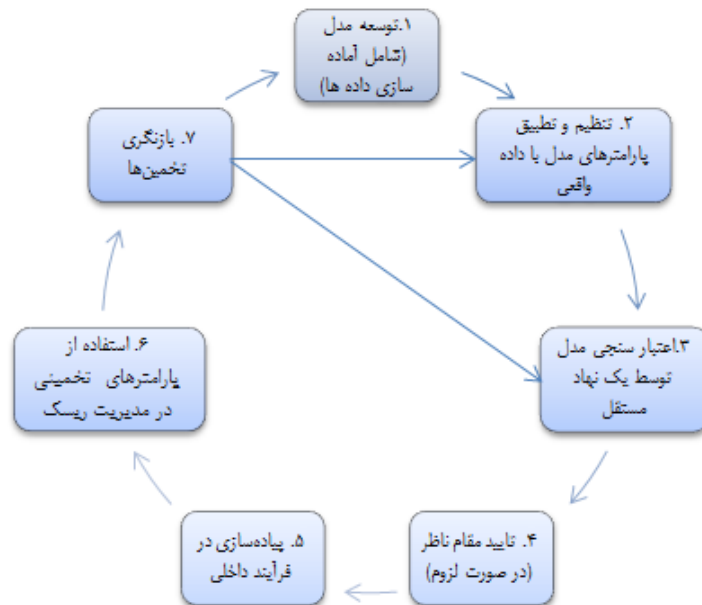 ۱.توسعه مدل
(شامل آماده
سازی داده ها)
۲. تنظیم و تطبیق
پارامترهای مدل با داده
واقعی
۳.اعتبار سنجی مدل
توسط یک نهاد
مستقل
۴. تایید مقام ناظر
(در صورت لزوم)
۵. پیاده‌سازی در
فرآیند داخلی
۶. استفاده از
پارامترهای تخمینی
در مدیریت ریسک
۷. بازنگری
تخمین‌ها